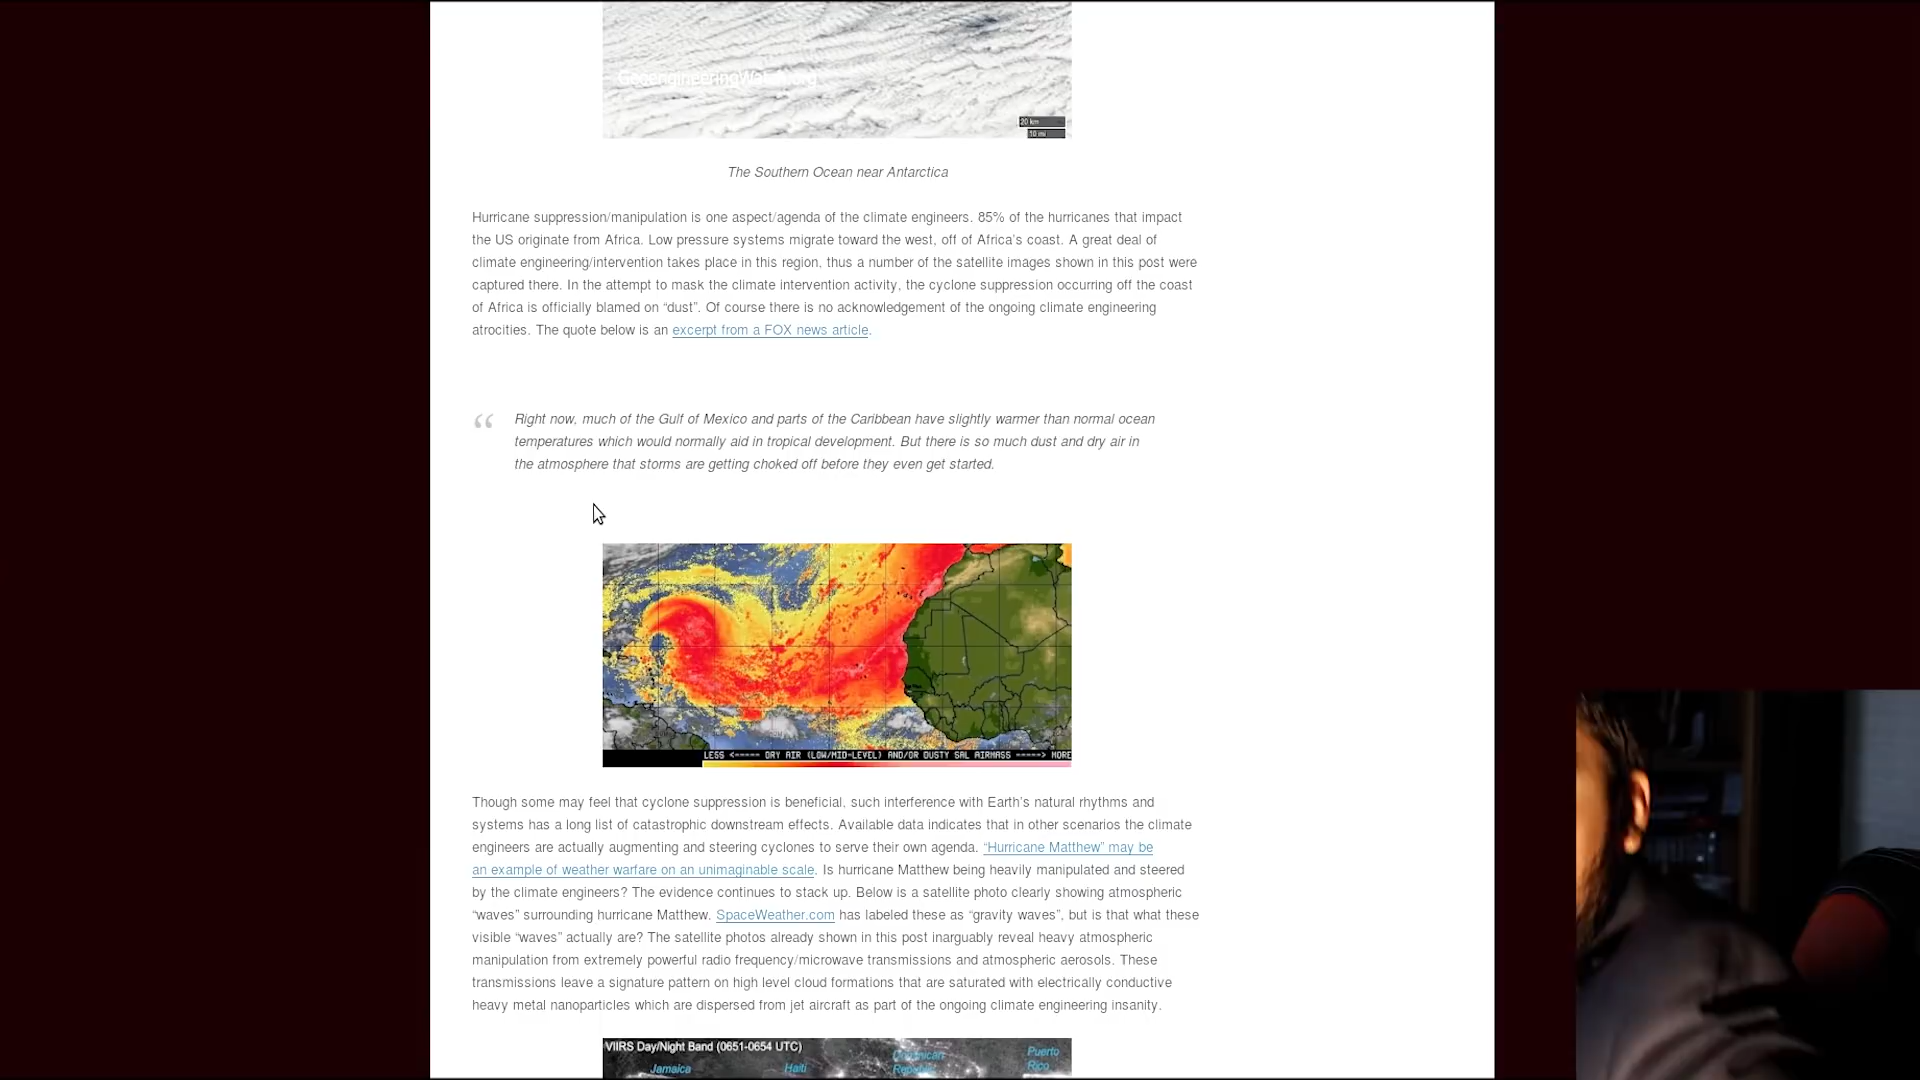 GeoengineeringWatch.org
20 km
10 mi
The Southern Ocean near Antarctica
Hurricane suppression/manipulation is one aspect/agenda of the climate engineers. 85% of the hurricanes that impact
the US originate from Africa. Low pressure systems migrate toward the west, off of Africa's coast. A great deal of
climate engineering/intervention takes place in this region, thus a number of the satellite images shown in this post were
captured there. In the attempt to mask the climate intervention activity, the cyclone suppression occurring off the coast
of Africa is officially blamed on “dust”. Of course there is no acknowledgement of the ongoing climate engineering
atrocities. The quote below is an excerpt from a FOX news article.
“ Right now, much of the Gulf of Mexico and parts of the Caribbean have slightly warmer than normal ocean
temperatures which would normally aid in tropical development. But there is so much dust and dry air in
the atmosphere that storms are getting choked off before they even get started.
LESS <----- DRY AIR (LOW/MID-LEVEL) AND/OR DUSTY SAL AIRMASS -----> MORE
Though some may feel that cyclone suppression is beneficial, such interference with Earth's natural rhythms and
systems has a long list of catastrophic downstream effects. Available data indicates that in other scenarios the climate
engineers are actually augmenting and steering cyclones to serve their own agenda. “Hurricane Matthew” may be
an example of weather warfare on an unimaginable scale. Is hurricane Matthew being heavily manipulated and steered
by the climate engineers? The evidence continues to stack up. Below is a satellite photo clearly showing atmospheric
“waves” surrounding hurricane Matthew. SpaceWeather.com has labeled these as “gravity waves”, but is that what these
visible “waves” actually are? The satellite photos already shown in this post inarguably reveal heavy atmospheric
manipulation from extremely powerful radio frequency/microwave transmissions and atmospheric aerosols. These
transmissions leave a signature pattern on high level cloud formations that are saturated with electrically conductive
heavy metal nanoparticles which are dispersed from jet aircraft as part of the ongoing climate engineering insanity.
VIIRS Day/Night Band (0651-0654 UTC)
Jamaica
Haiti
Dominican
Republic
Puerto
Rico